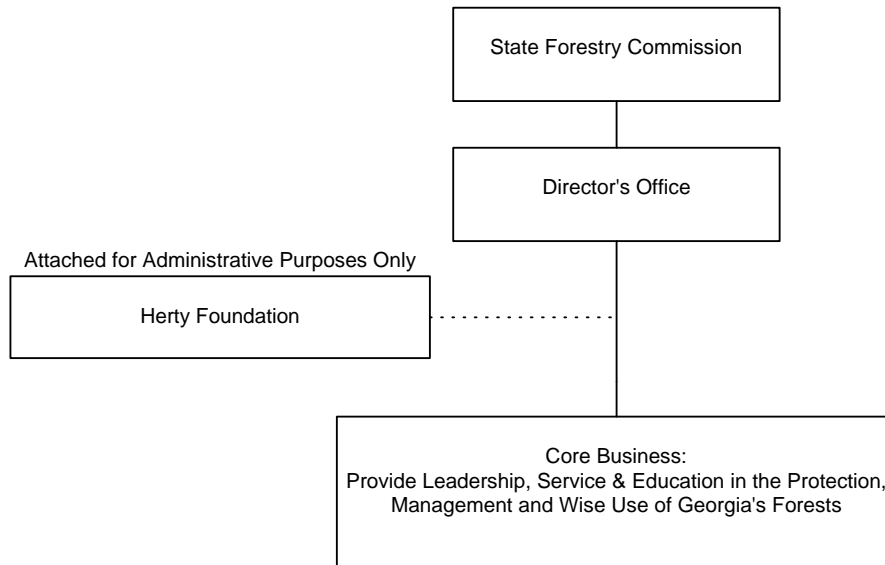 State Forestry Commission
Director's Office
Attached for Administrative Purposes Only
Herty Foundation
Core Business:
Provide Leadership, Service & Education in the Protection,
Management and Wise Use of Georgia's Forests